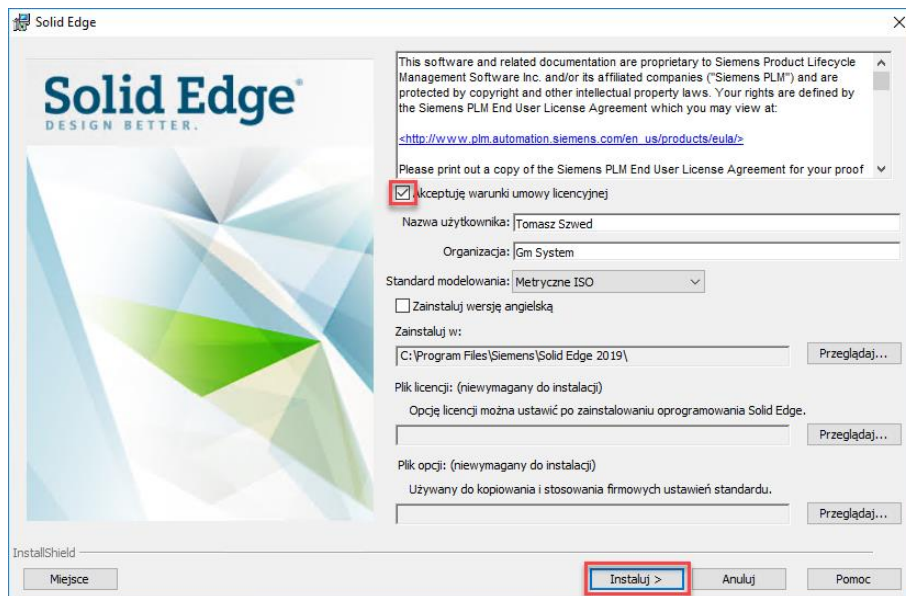 Solid Edge
Solid Edge®
DESIGN BETTER.
This software and related documentation are proprietary to Siemens Product Lifecycle
Management Software Inc. and/or its affiliated companies ("Siemens PLM") and are
protected by copyright and other intellectual property laws. Your rights are defined by
the Siemens PLM End User License Agreement which you may view at:
<http://www.plm.automation.siemens.com/en_us/products/eula/>
Please print out a copy of the Siemens PLM End User License Agreement for your proof
Akceptuję warunki umowy licencyjnej
Nazwa użytkownika: Tomasz Szwed
Organizacja: Gm System
Standard modelowania: Metryczne ISO
Zainstaluj wersję angielską
Zainstaluj w:
C:\Program Files\Siemens\Solid Edge 2019\ Przeglądaj...
Plik licencji: (niewymagany do instalacji)
Opcję licencji można ustawić po zainstalowaniu oprogramowania Solid Edge.
Przeglądaj...
Plik opcji: (niewymagany do instalacji)
Używany do kopiowania i stosowania firmowych ustawień standardu.
Przeglądaj...
InstallShield
Miejsce Instaluj > Anuluj Pomoc